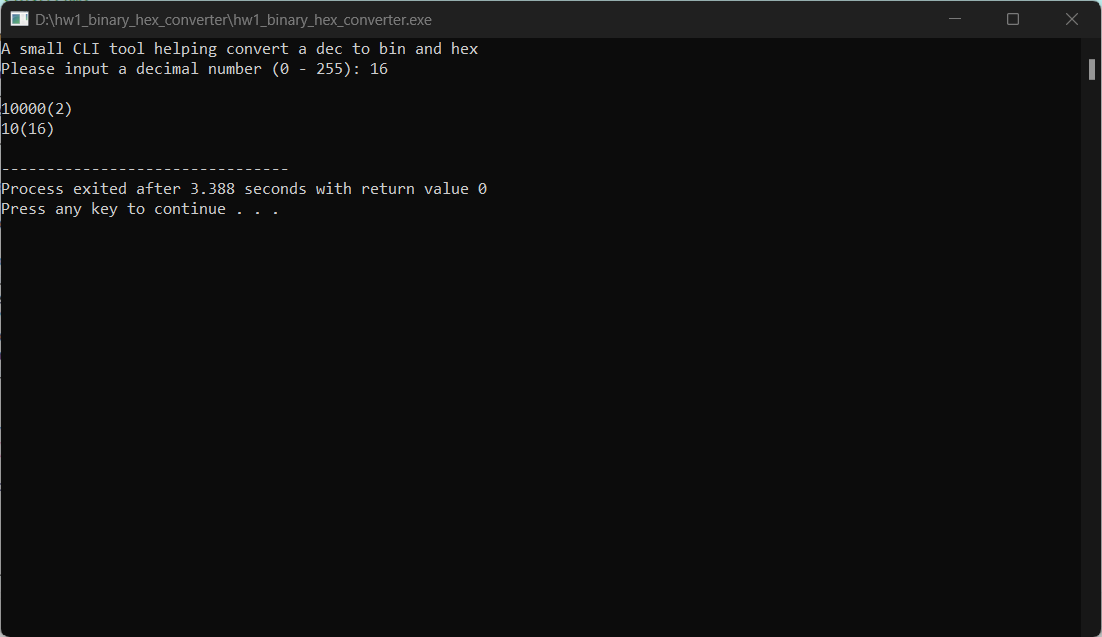 D:\hw1_binary_hex_converter\hw1_binary_hex_converter.exe
A small CLI tool helping convert a dec to bin and hex
Please input a decimal number (0 - 255): 16
10000(2)
10(16)
--------------------------------
Process exited after 3.388 seconds with return value 0
Press any key to continue . . .